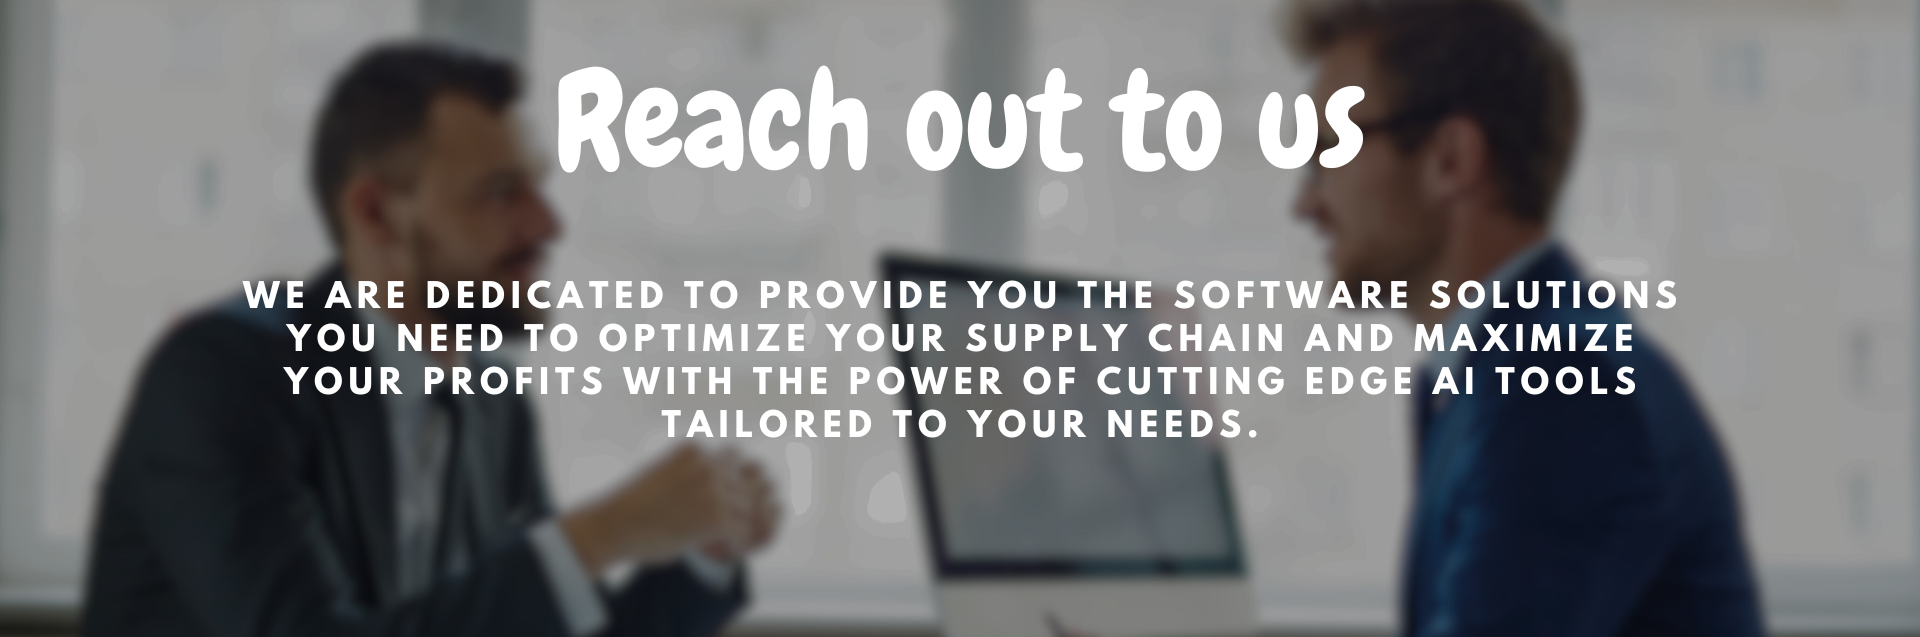 Reach out to us
WE ARE DEDICATED TO PROVIDE YOU THE SOFTWARE SOLUTIONS
YOU NEED TO OPTIMIZE YOUR SUPPLY CHAIN AND MAXIMIZE
YOUR PROFITS WITH THE POWER OF CUTTING EDGE AI TOOLS
TAILORED TO YOUR NEEDS.